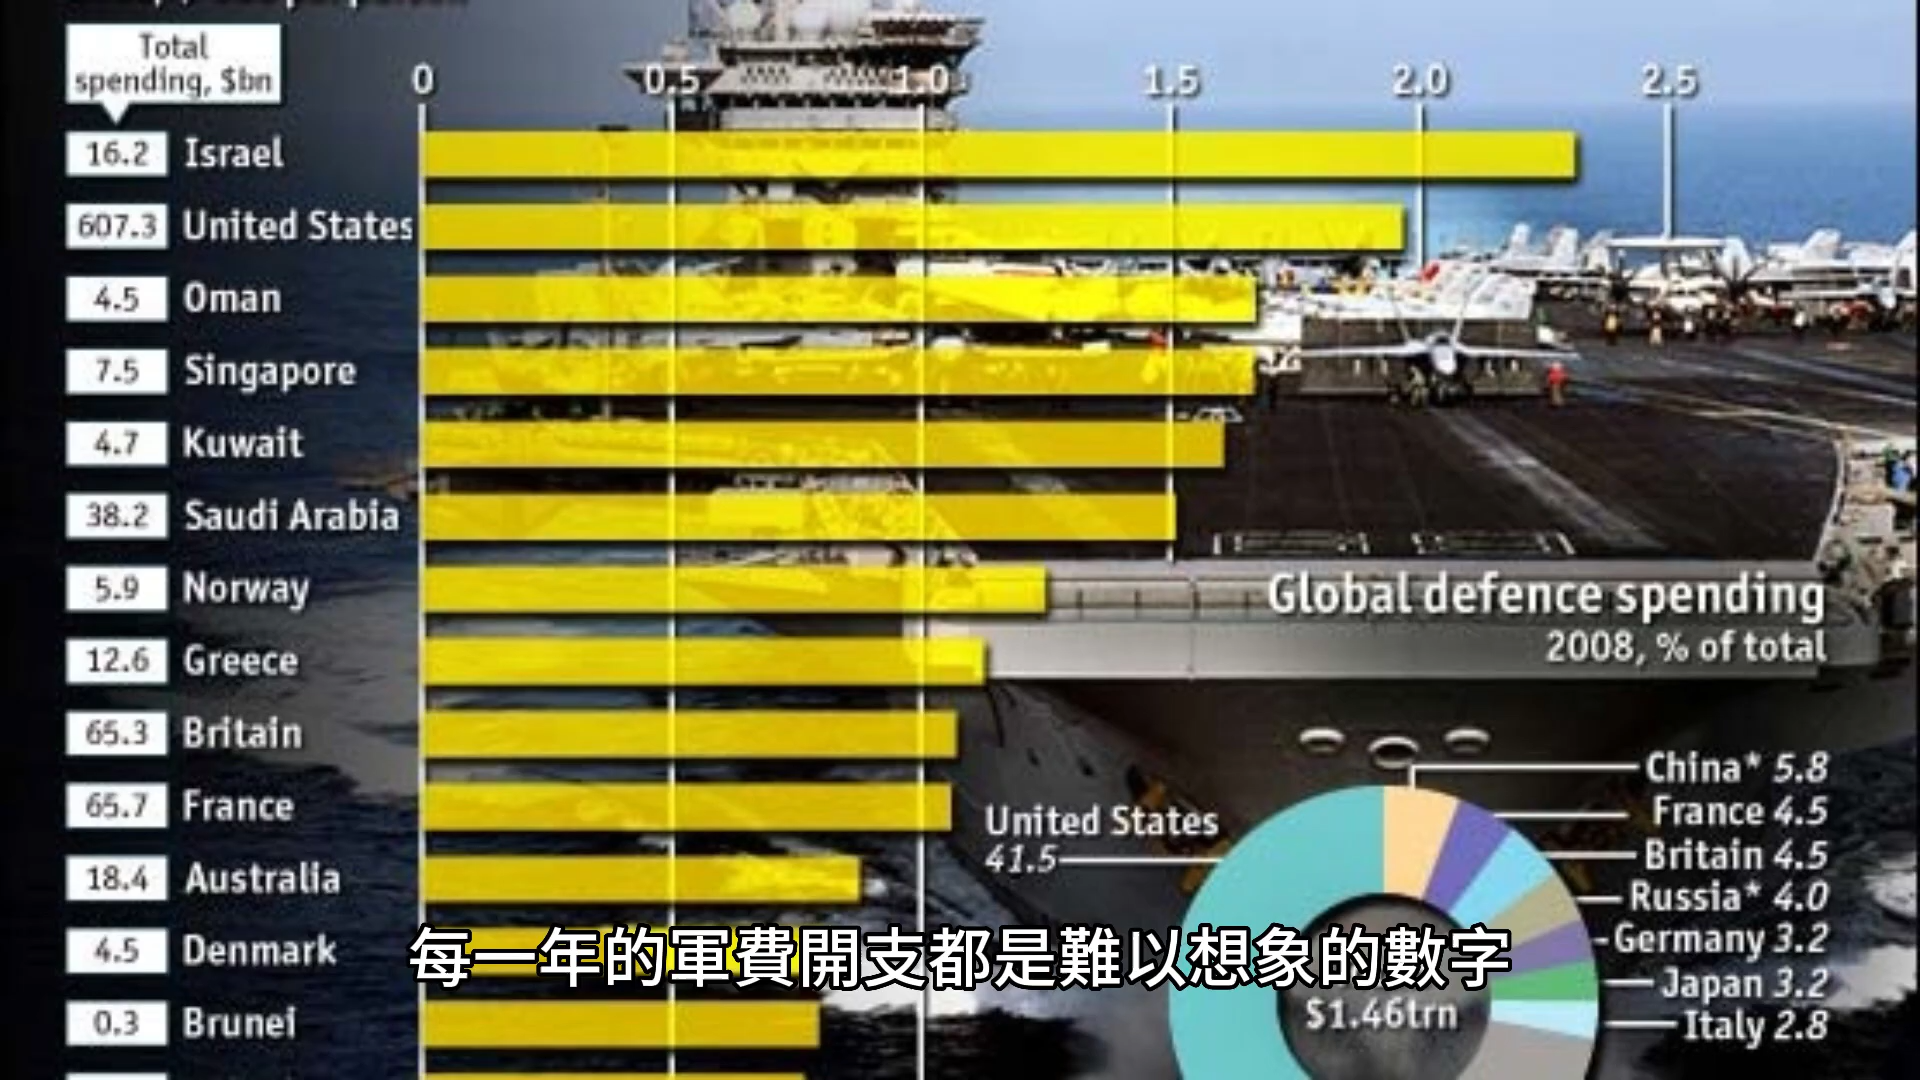 Total
spending, $bn
0 0.5 1.0 1.5 2.0 2.5
16.2 Israel
607.3 United States
4.5 Oman
7.5 Singapore
4.7 Kuwait
38.2 Saudi Arabia
5.9 Norway
12.6 Greece
65.3 Britain
65.7 France
18.4 Australia
4.5 Denmark
0.3 Brunei
Global defence spending
2008, % of total
United States
41.5
China* 5.8
France 4.5
Britain 4.5
Russia* 4.0
Germany 3.2
Japan 3.2
Italy 2.8
$1.46trn
每一年的軍費開支都是難以想象的數字